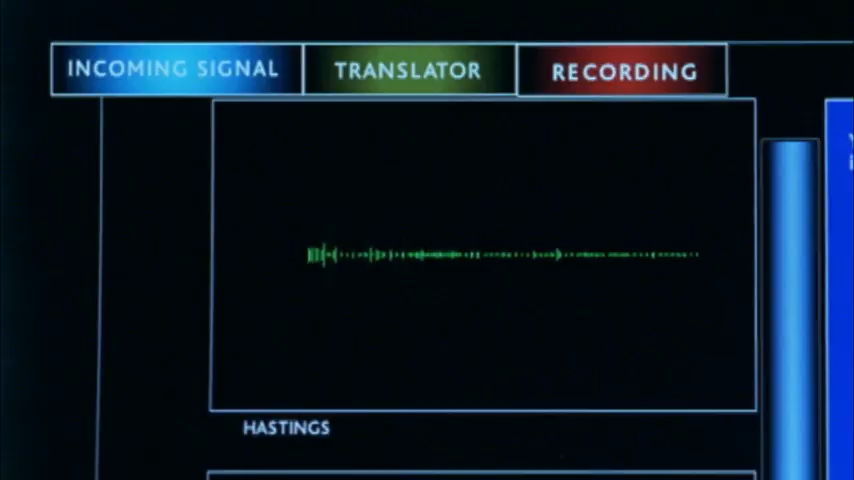 INCOMING SIGNAL
TRANSLATOR
RECORDING
HASTINGS